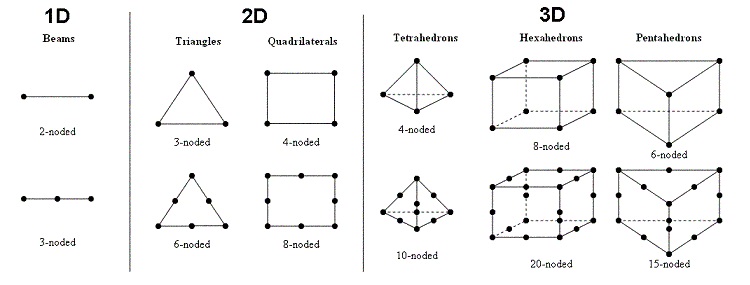 1D
2D
3D
Beams
Triangles
Quadrilaterals
Tetrahedrons
Hexahedrons
Pentahedrons
2-noded
3-noded
4-noded
4-noded
8-noded
6-noded
3-noded
6-noded
8-noded
10-noded
20-noded
15-noded